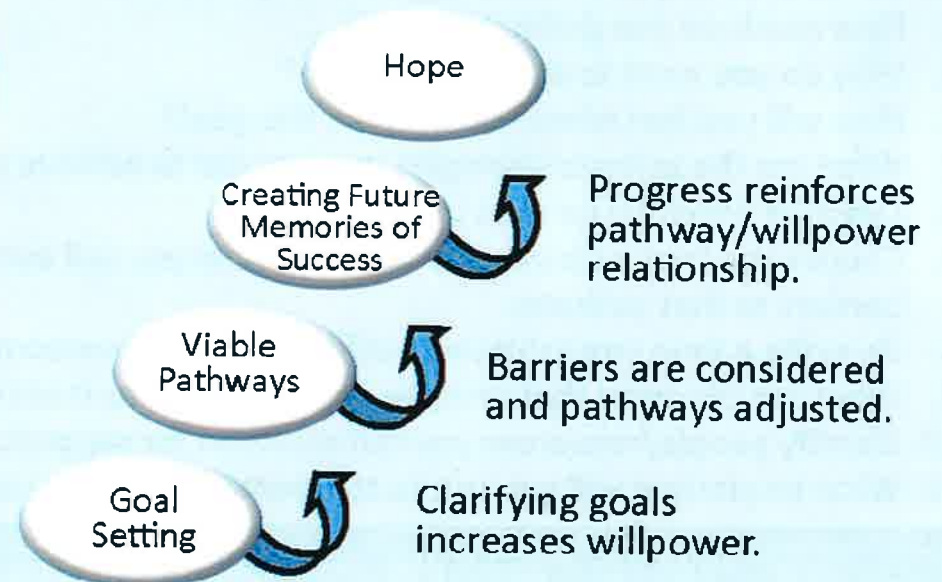 Hope
Creating Future
Memories of
Success
Progress reinforces
pathway/willpower
relationship.
Viable
Pathways
Barriers are considered
and pathways adjusted.
Goal
Setting
Clarifying goals
increases willpower.